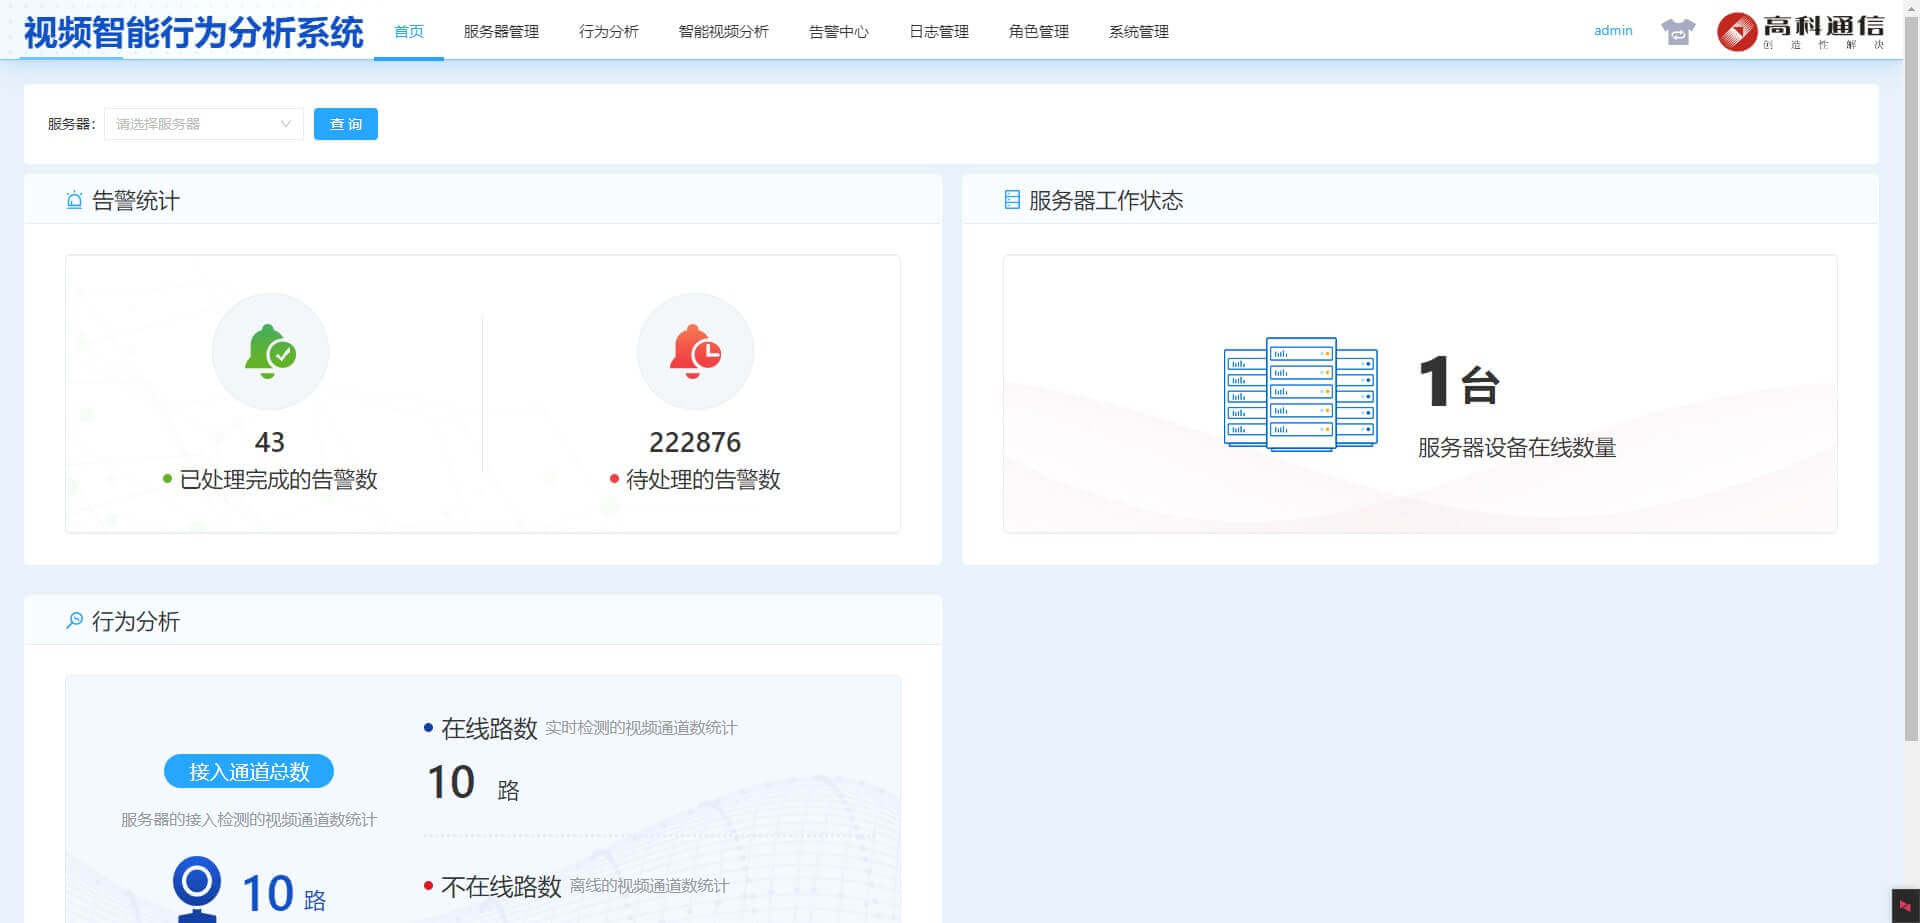 视频智能行为分析系统
首页 服务器管理 行为分析 智能视频分析 告警中心 日志管理 角色管理 系统管理
admin
高科通信
创造性解决
服务器： 请选择服务器 查 询
告警统计
43
已处理完成的告警数
222876
待处理的告警数
服务器工作状态
1台
服务器设备在线数量
行为分析
接入通道总数
服务器的接入检测的视频通道数统计
10 路
在线路数 实时检测的视频通道数统计
10 路
不在线路数 离线的视频通道数统计